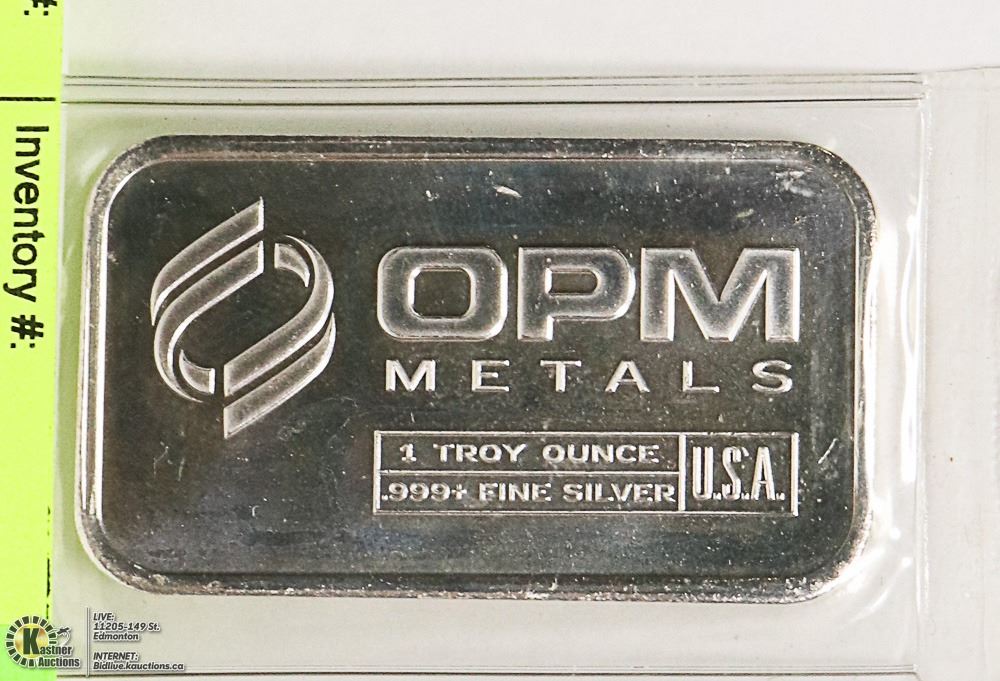 #:
Inventory #:
OPM
METALS
1 TROY OUNCE
.999+ FINE SILVER
U.S.A.
Kastner
Auctions
LIVE:
11205-149 St.
Edmonton
INTERNET:
Bidlive.kauctions.ca